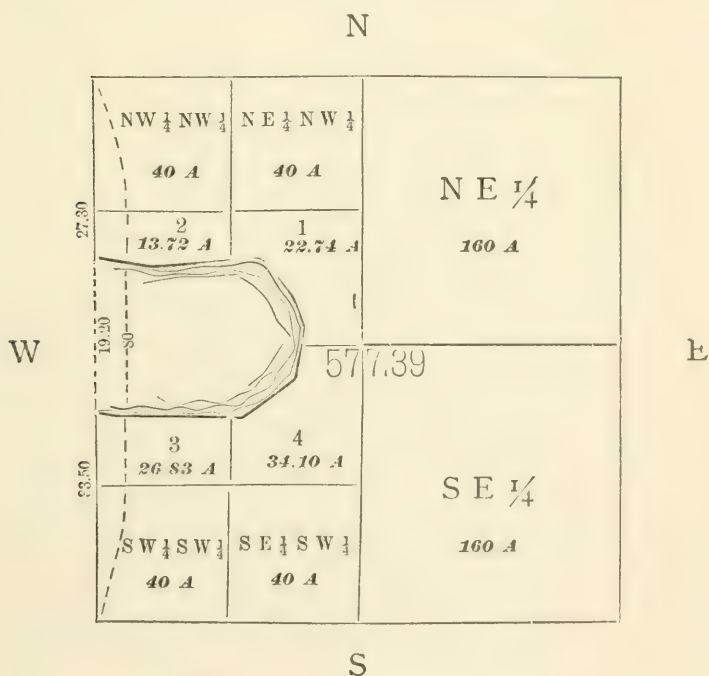 N
NW 1/4 NW 1/4
NE 1/4 NW 1/4
40 A
40 A
NE 1/4
160 A
2
13.72 A
1
22.74 A
27.30
W
19.20
80
577.39
E
3
26 83 A
4
34.10 A
33.50
SW 1/4 SW 1/4
SE 1/4 SW 1/4
40 A
40 A
SE 1/4
160 A
S